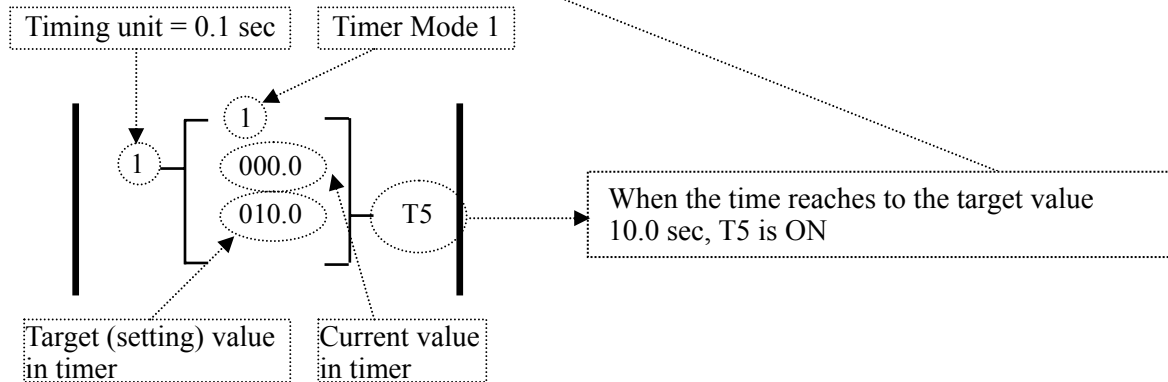 Timing unit = 0.1 sec
Timer Mode 1
1
1
000.0
010.0
T5
When the time reaches to the target value
10.0 sec, T5 is ON
Target (setting) value
in timer
Current value
in timer